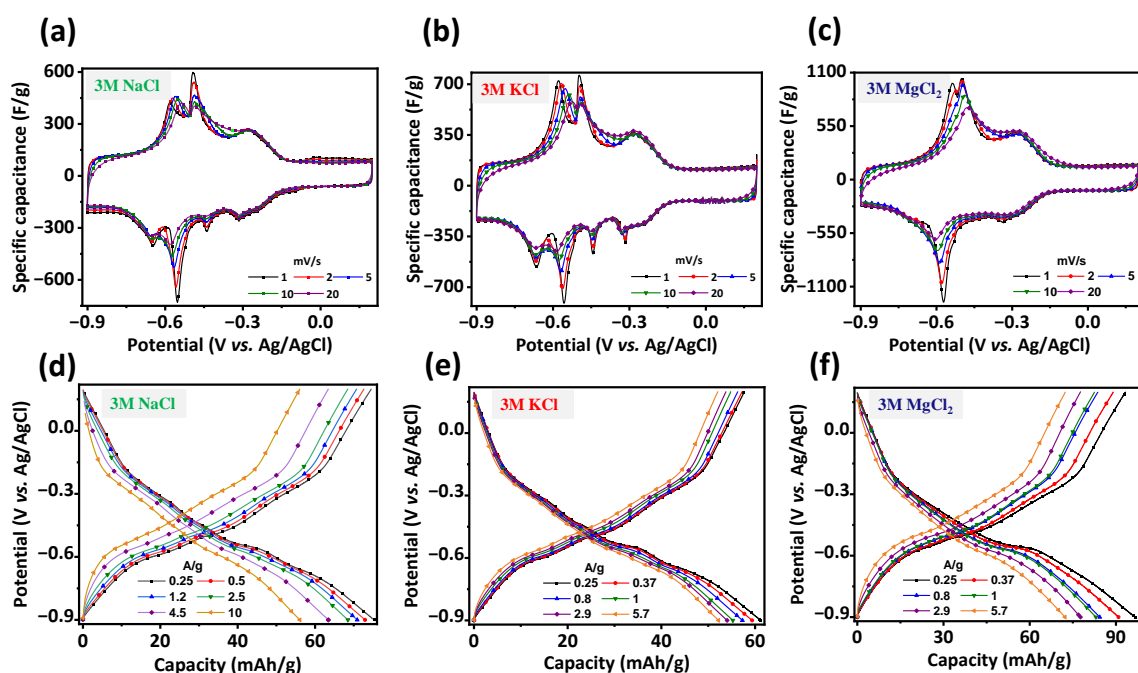 (a)
3M NaCl
Specific capacitance (F/g)
600
300
0
−300
−600
mV/s
1 2 5
10 20
−0.9 −0.6 −0.3 0.0
Potential (V vs. Ag/AgCl)
(b)
3M KCl
Specific capacitance (F/g)
700
350
0
−350
−700
mV/s
1 2 5
10 20
−0.9 −0.6 −0.3 0.0
Potential (V vs. Ag/AgCl)
(c)
3M MgCl₂
Specific capacitance (F/g)
1100
550
0
−550
−1100
mV/s
1 2 5
10 20
−0.9 −0.6 −0.3 0.0
Potential (V vs. Ag/AgCl)
(d)
3M NaCl
Potential (V vs. Ag/AgCl)
0.0
−0.3
−0.6
−0.9
A/g
0.25 0.5
1.2 2.5
4.5 10
0 20 40 60
Capacity (mAh/g)
(e)
3M KCl
Potential (V vs. Ag/AgCl)
0.0
−0.3
−0.6
−0.9
A/g
0.25 0.37
0.8 1
2.9 5.7
0 20 40 60
Capacity (mAh/g)
(f)
3M MgCl₂
Potential (V vs. Ag/AgCl)
0.0
−0.3
−0.6
−0.9
A/g
0.25 0.37
0.8 1
2.9 5.7
0 30 60 90
Capacity (mAh/g)